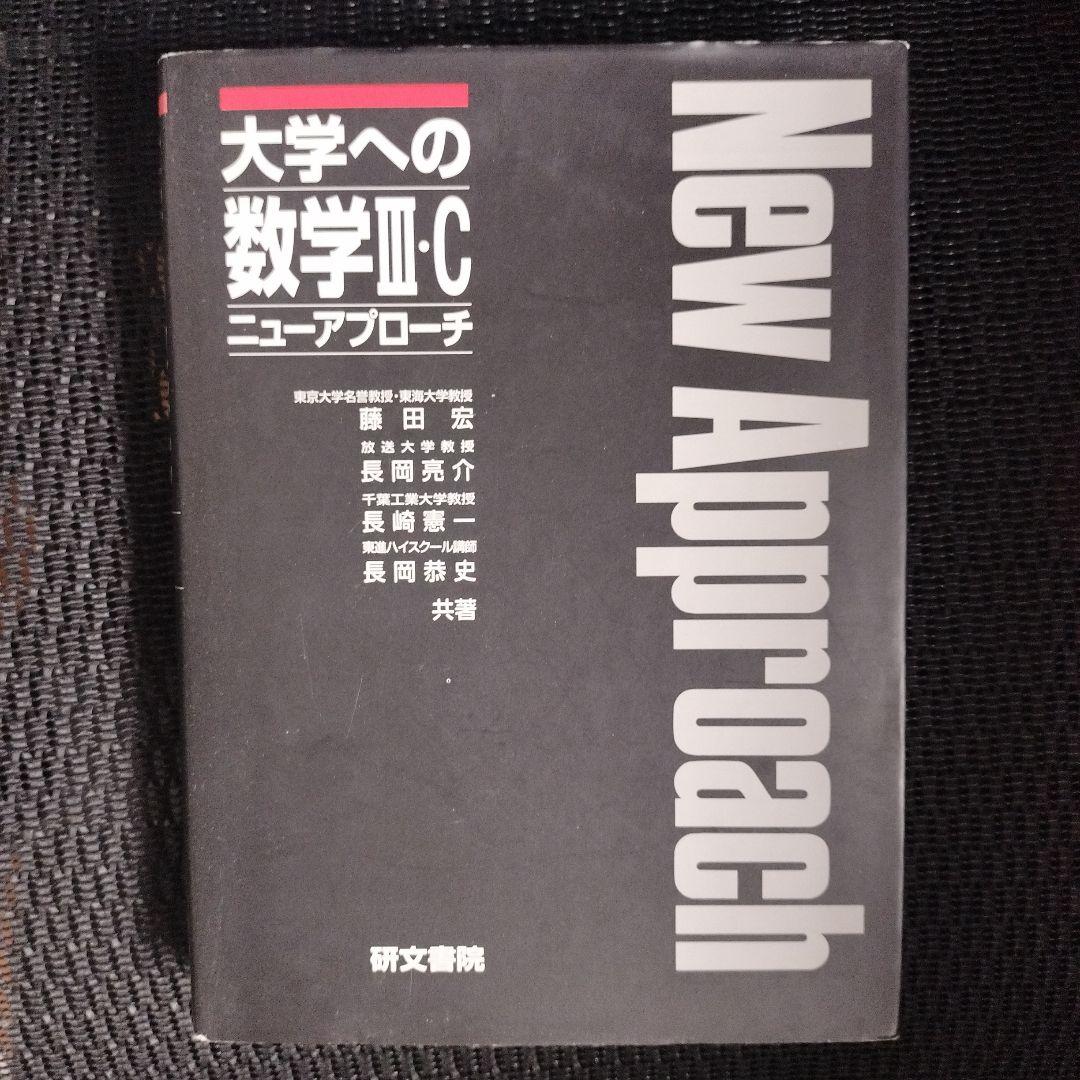 大学への
数学III・C
ニューアプローチ
東京大学名誉教授・東海大学教授
藤田宏
放送大学教授
長岡亮介
千葉工業大学教授
長崎憲一
東進ハイスクール講師
長岡恭史
共著
研文書院
New Approach